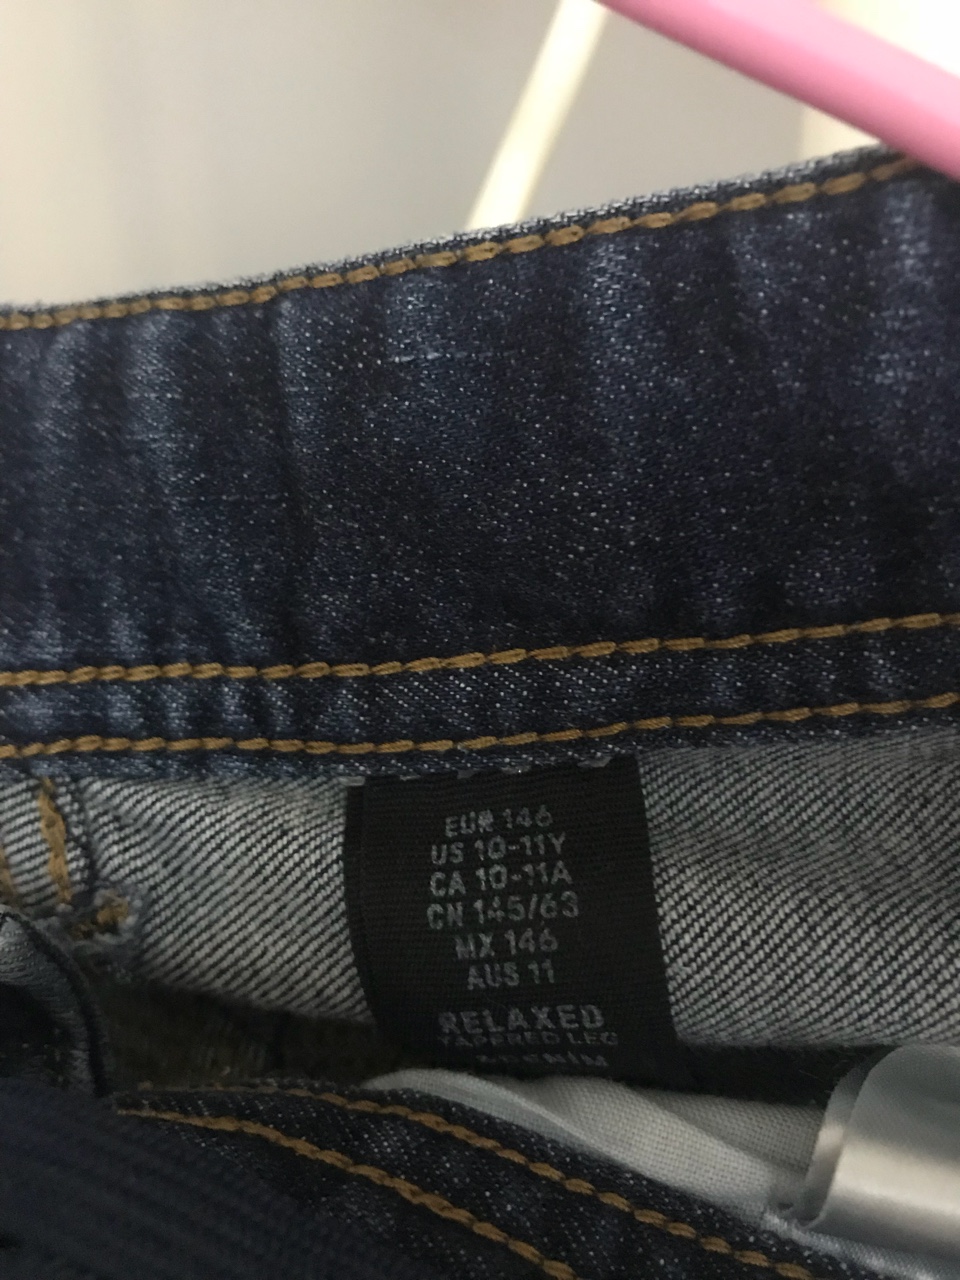 EUR 146
US 10-11Y
CA 10-11A
CN 145/63
MX 146
AUS 11
RELAXED
TAPERED LEG